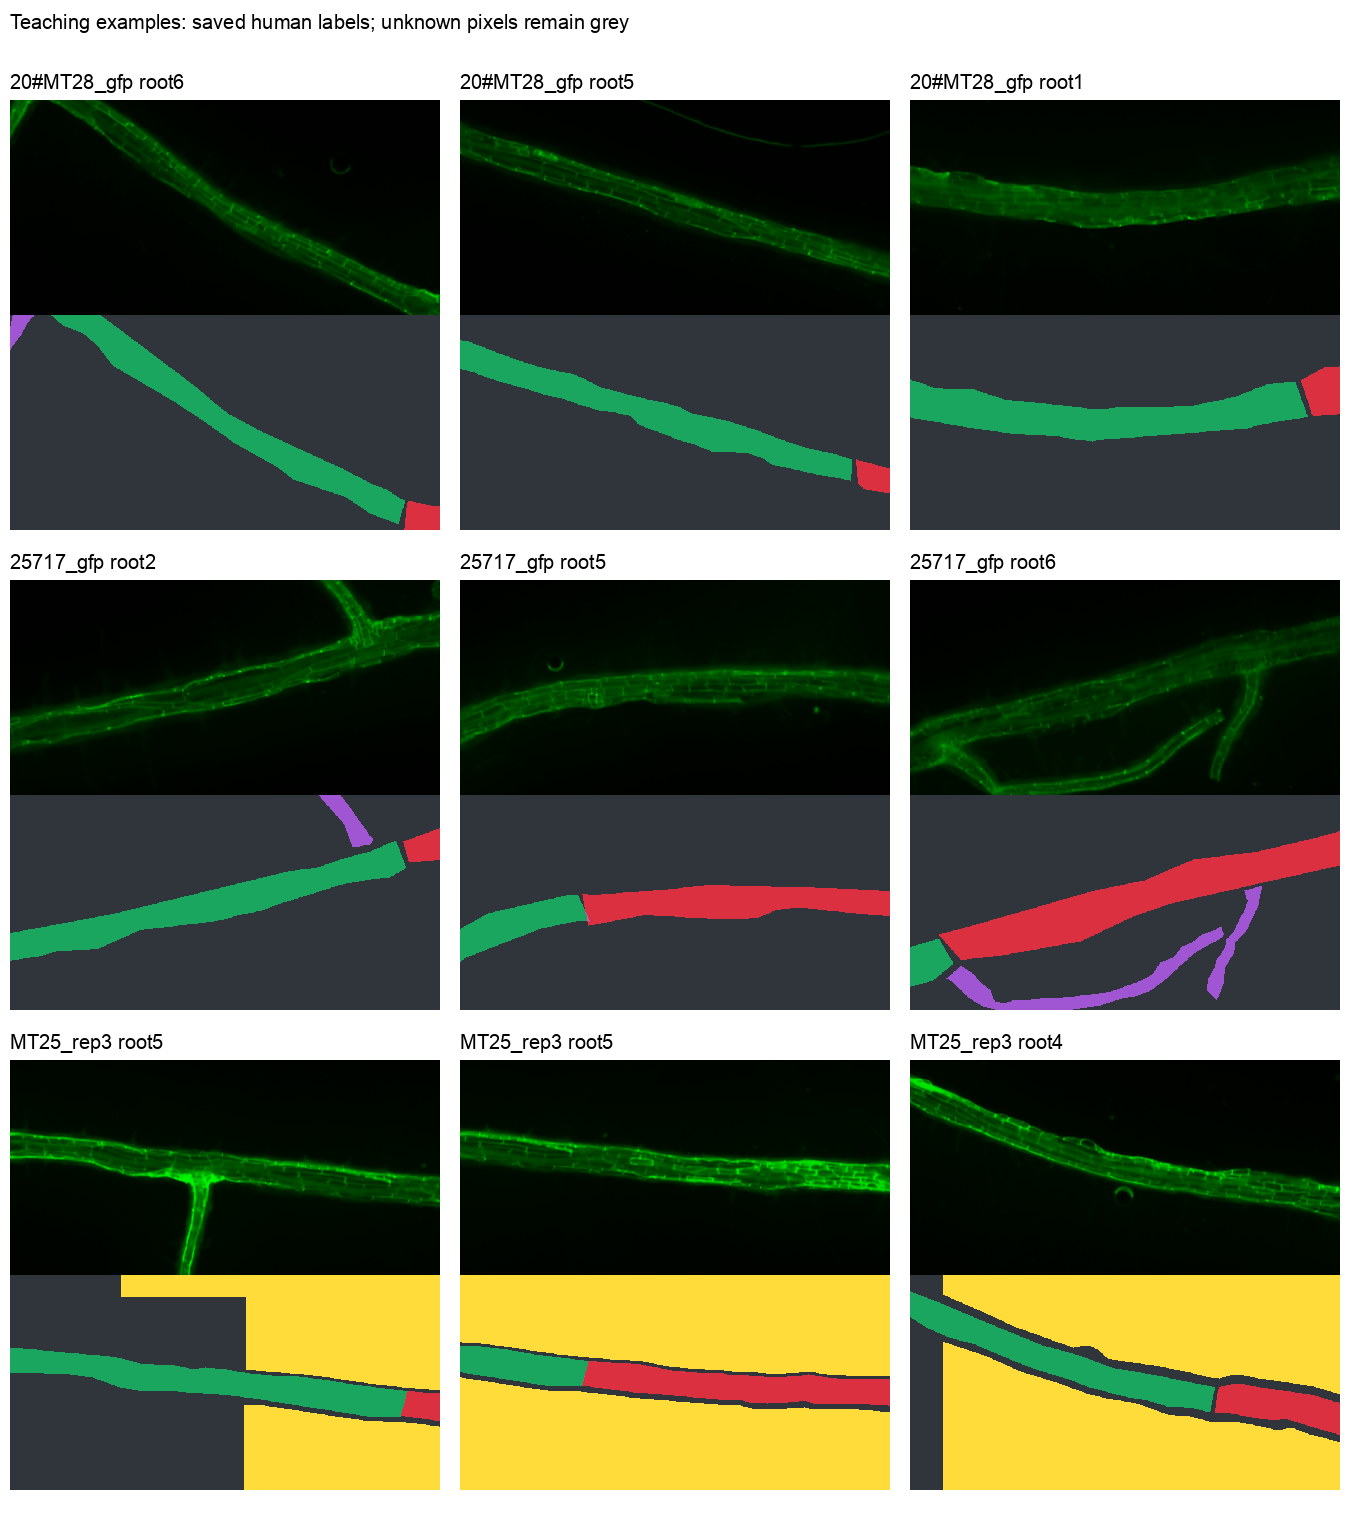 Teaching examples: saved human labels; unknown pixels remain grey
20#MT28_gfp root6
20#MT28_gfp root5
20#MT28_gfp root1
25717_gfp root2
25717_gfp root5
25717_gfp root6
MT25_rep3 root5
MT25_rep3 root5
MT25_rep3 root4